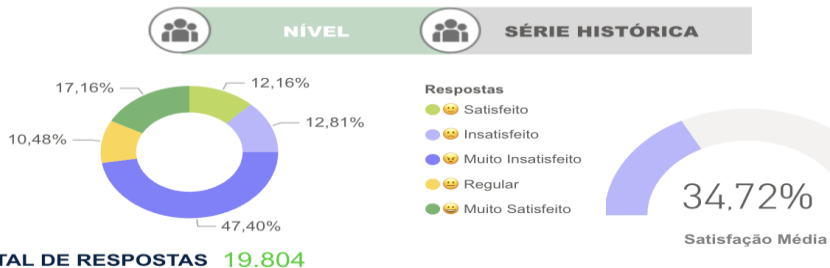 NÍVEL
SÉRIE HISTÓRICA
17,16%
12,16%
12,81%
10,48%
47,40%
Respostas
Satisfeito
Insatisfeito
Muito Insatisfeito
Regular
Muito Satisfeito
34,72%
Satisfação Média
TAL DE RESPOSTAS 19.804